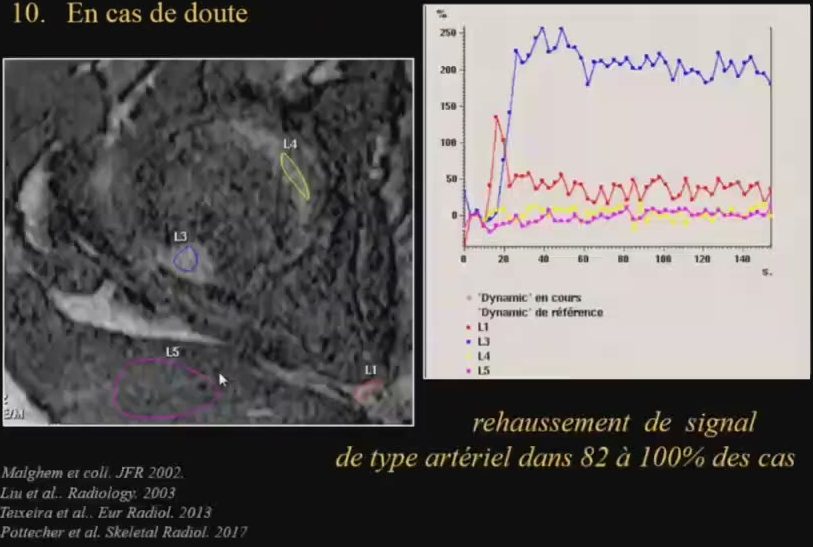 10. En cas de doute
%
250
200
150
100
50
0
0 20 40 60 80 100 120 140
s.
L4
L3
L5
L1
'Dynamic' en cours
'Dynamic' de référence
L1
L3
L4
L5
rehaussement de signal
de type artériel dans 82 à 100% des cas
Malghem et coll. JFR 2002.
Liu et al.. Radiology. 2003
Teixeira et al.. Eur Radiol. 2013
Pottecher et al. Skeletal Radiol. 2017